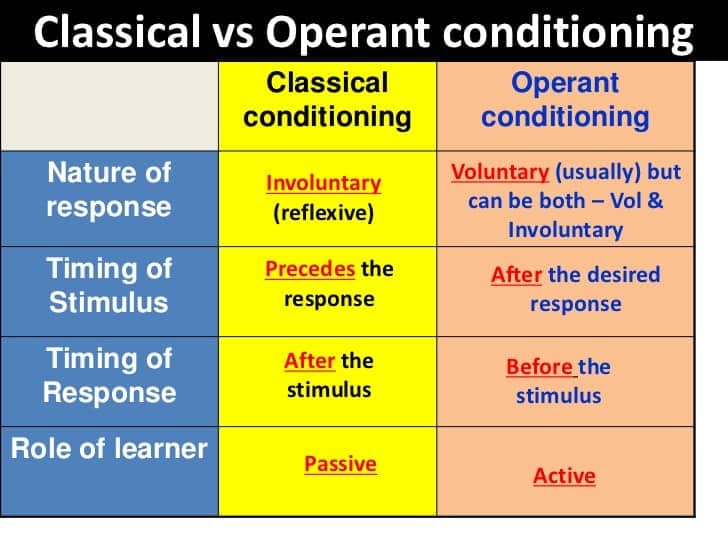 Classical vs Operant conditioning
Classical
conditioning
Operant
conditioning
Nature of
response
Involuntary
(reflexive)
Voluntary (usually) but
can be both – Vol &
Involuntary
Timing of
Stimulus
Precedes the
response
After the desired
response
Timing of
Response
After the
stimulus
Before the
stimulus
Role of learner
Passive
Active